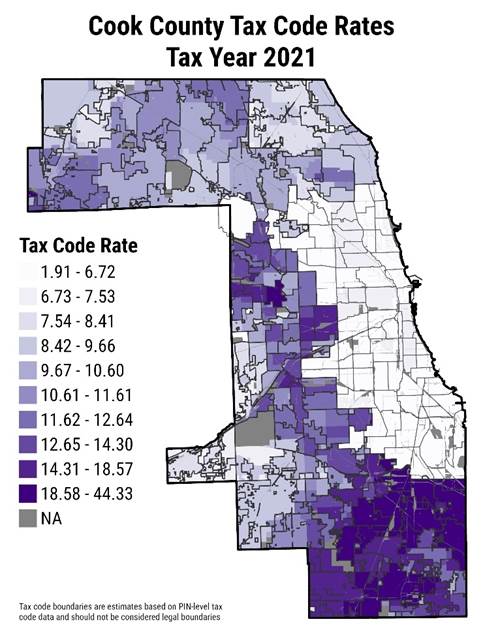 Cook County Tax Code Rates
Tax Year 2021
Tax Code Rate
1.91 - 6.72
6.73 - 7.53
7.54 - 8.41
8.42 - 9.66
9.67 - 10.60
10.61 - 11.61
11.62 - 12.64
12.65 - 14.30
14.31 - 18.57
18.58 - 44.33
NA
Tax code boundaries are estimates based on PIN-level tax
code data and should not be considered legal boundaries